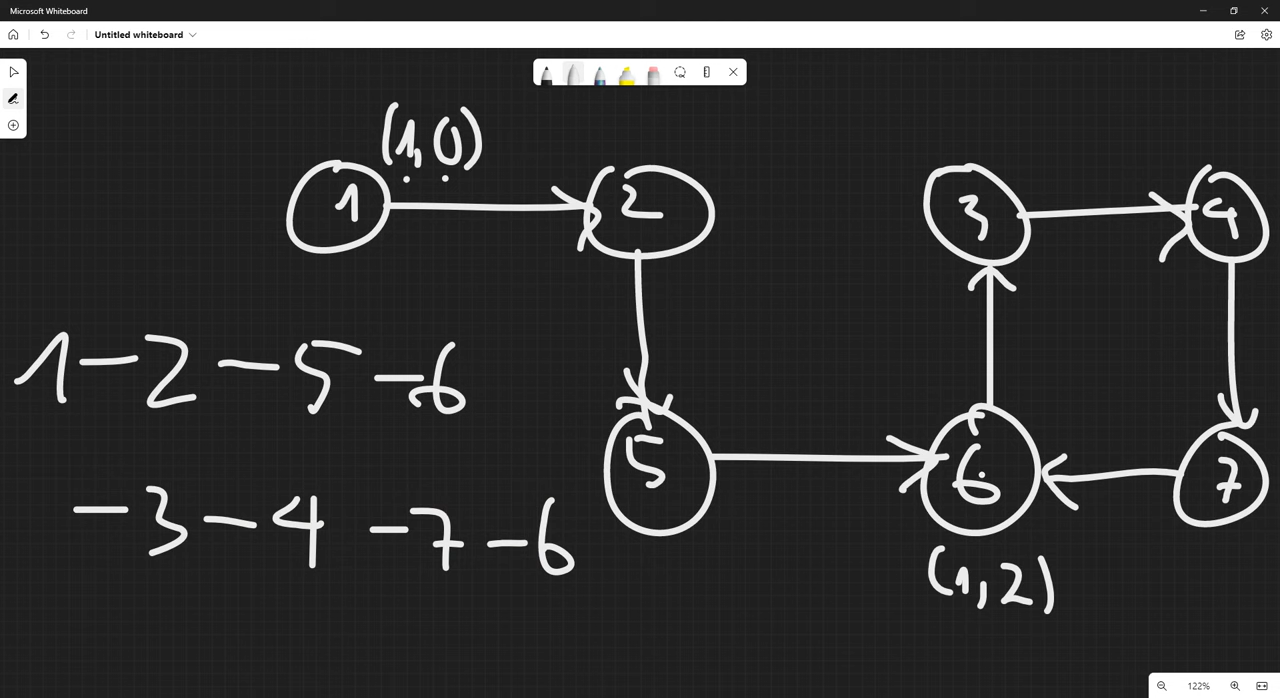 Microsoft Whiteboard
Untitled whiteboard
(1, 0)
1 2 3 4
1 - 2 - 5 - 6
5 6 7
- 3 - 4 - 7 - 6
(1, 2)
122%